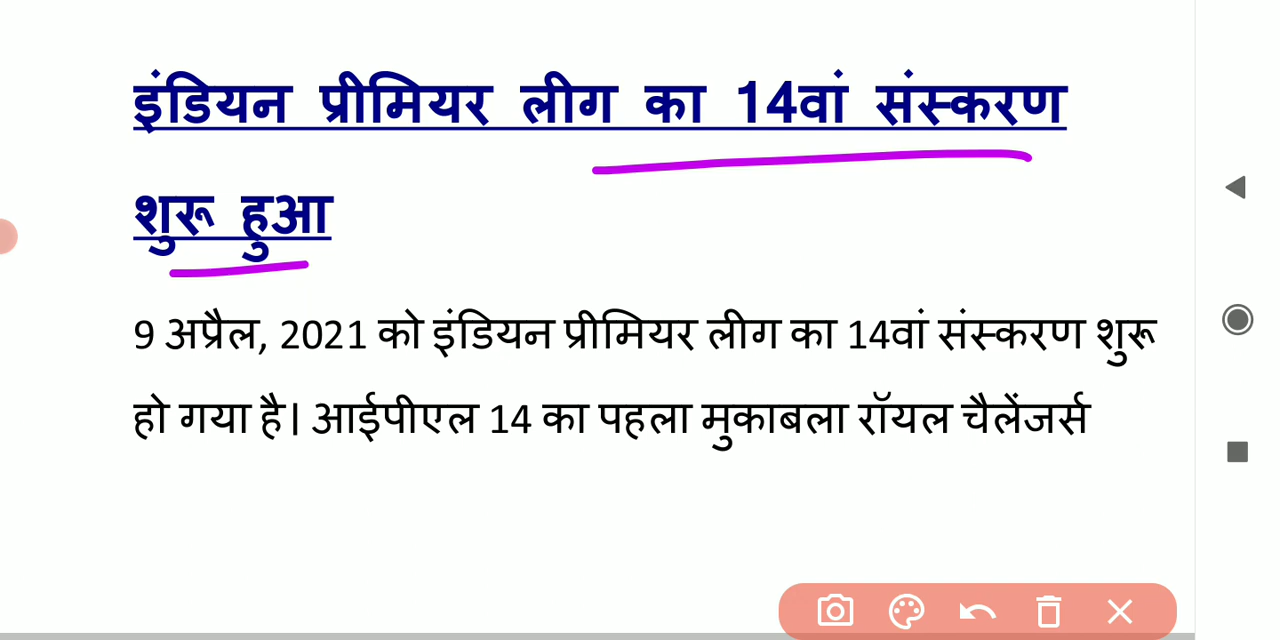 इंडियन प्रीमियर लीग का 14वां संस्करण
शुरू हुआ
9 अप्रैल, 2021 को इंडियन प्रीमियर लीग का 14वां संस्करण शुरू
हो गया है। आईपीएल 14 का पहला मुकाबला रॉयल चैलेंजर्स